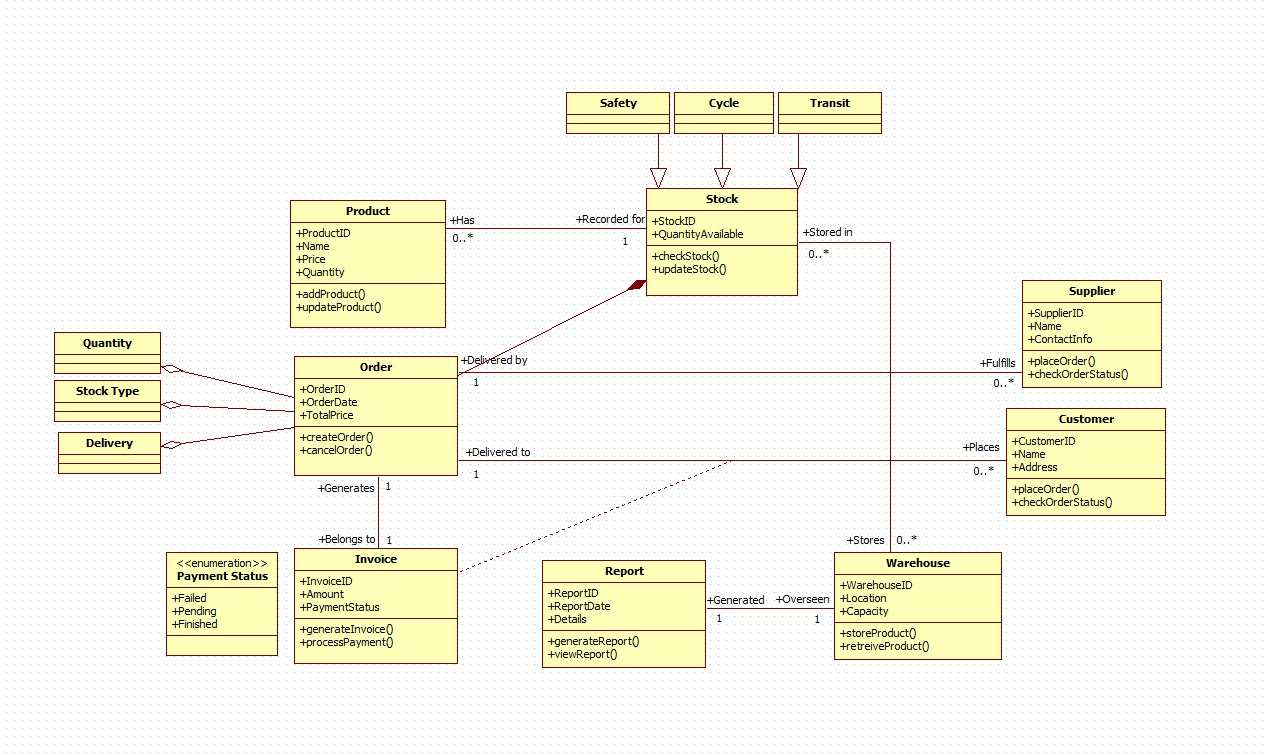 Safety
Cycle
Transit
Stock
+StockID
+QuantityAvailable
+checkStock()
+updateStock()
Product
+ProductID
+Name
+Price
+Quantity
+addProduct()
+updateProduct()
+Has
0..*
+Recorded for
1
+Stored in
0..*
Supplier
+SupplierID
+Name
+ContactInfo
+placeOrder()
+checkOrderStatus()
Quantity
Stock Type
Delivery
Order
+OrderID
+OrderDate
+TotalPrice
+createOrder()
+cancelOrder()
+Delivered by
1
+Fulfills
0..*
Customer
+CustomerID
+Name
+Address
+placeOrder()
+checkOrderStatus()
+Delivered to
1
+Places
0..*
+Generates
1
+Belongs to
1
+Stores
0..*
<<enumeration>>
Payment Status
+Failed
+Pending
+Finished
Invoice
+InvoiceID
+Amount
+PaymentStatus
+generateInvoice()
+processPayment()
Report
+ReportID
+ReportDate
+Details
+generateReport()
+viewReport()
+Generated
1
+Overseen
1
Warehouse
+WarehouseID
+Location
+Capacity
+storeProduct()
+retreiveProduct()